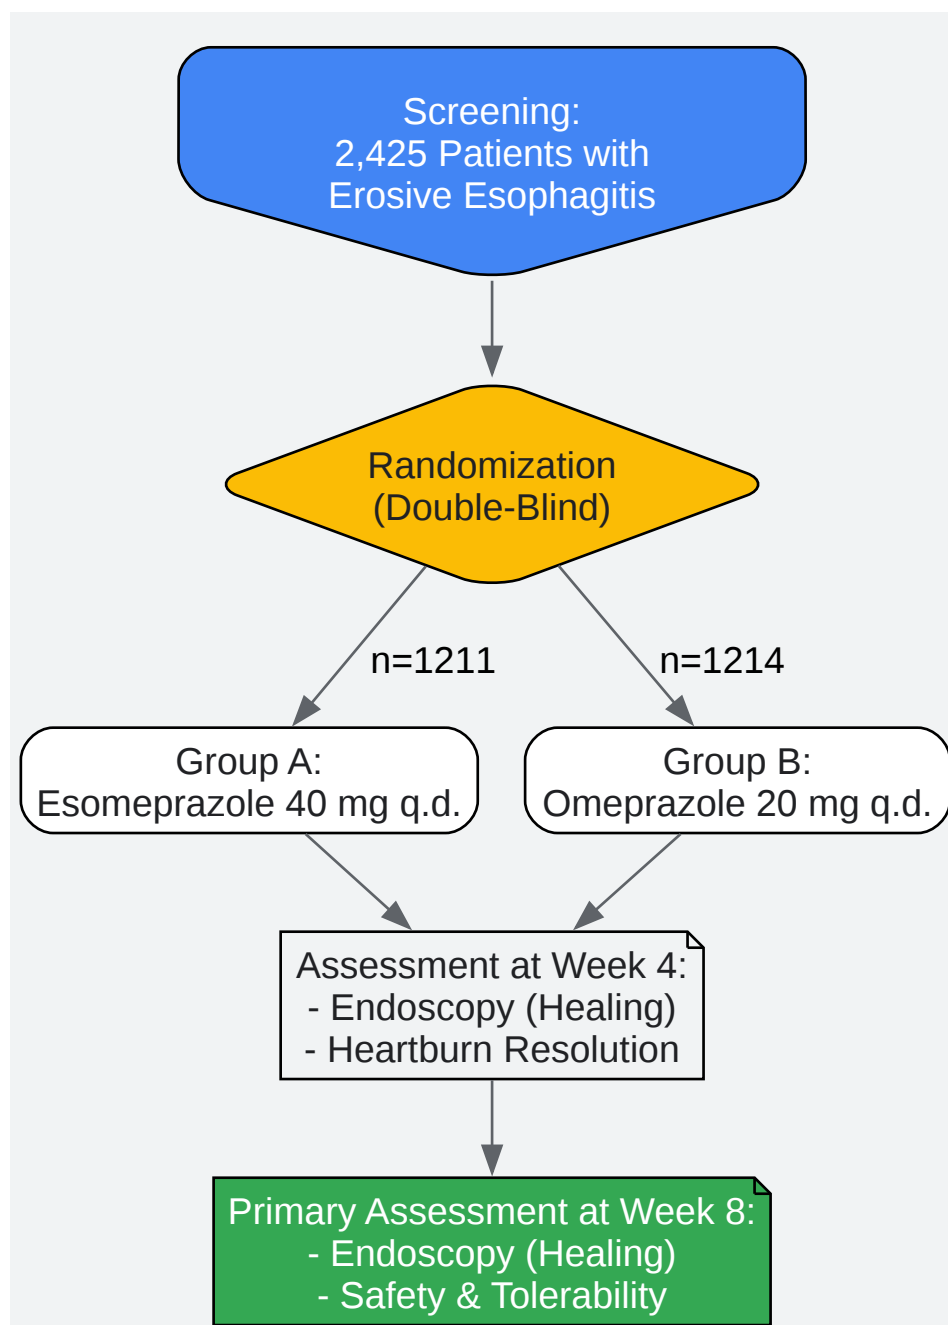 Screening:
2,425 Patients with
Erosive Esophagitis
Randomization
(Double-Blind)
n=1211
n=1214
Group A:
Esomeprazole 40 mg q.d.
Group B:
Omeprazole 20 mg q.d.
Assessment at Week 4:
- Endoscopy (Healing)
- Heartburn Resolution
Primary Assessment at Week 8:
- Endoscopy (Healing)
- Safety & Tolerability